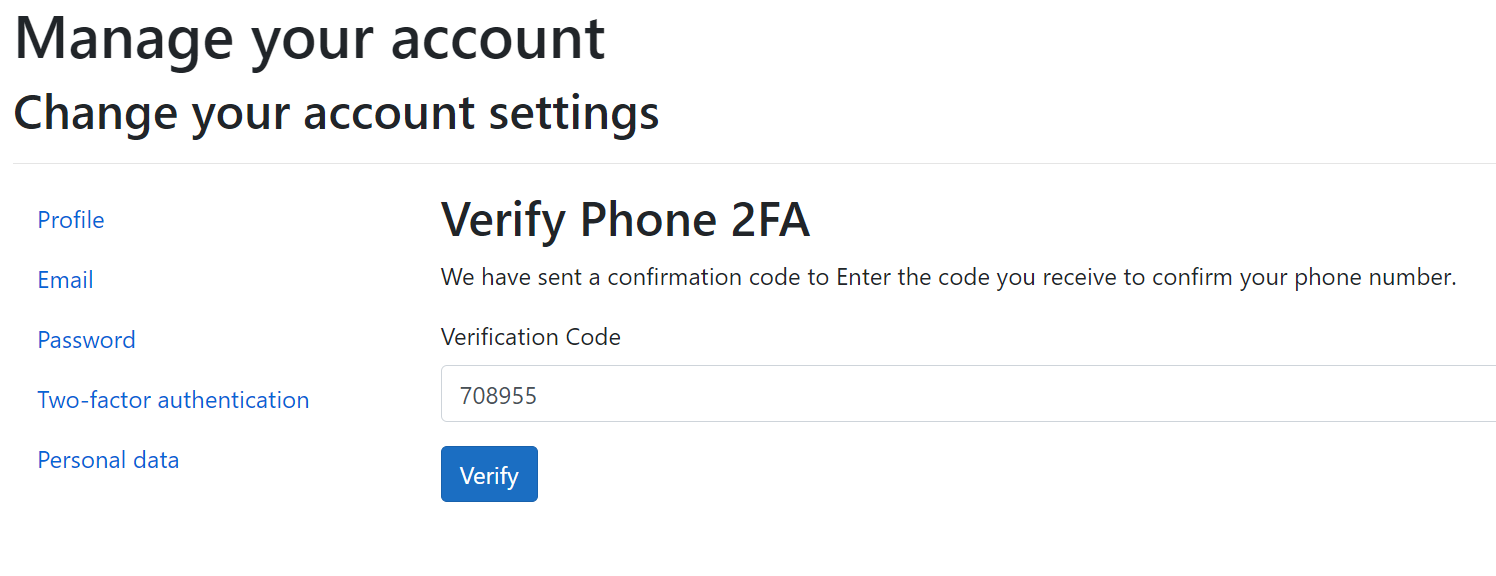 Manage your account
Change your account settings
Profile
Email
Password
Two-factor authentication
Personal data
Verify Phone 2FA
We have sent a confirmation code to Enter the code you receive to confirm your phone number.
Verification Code
708955
Verify